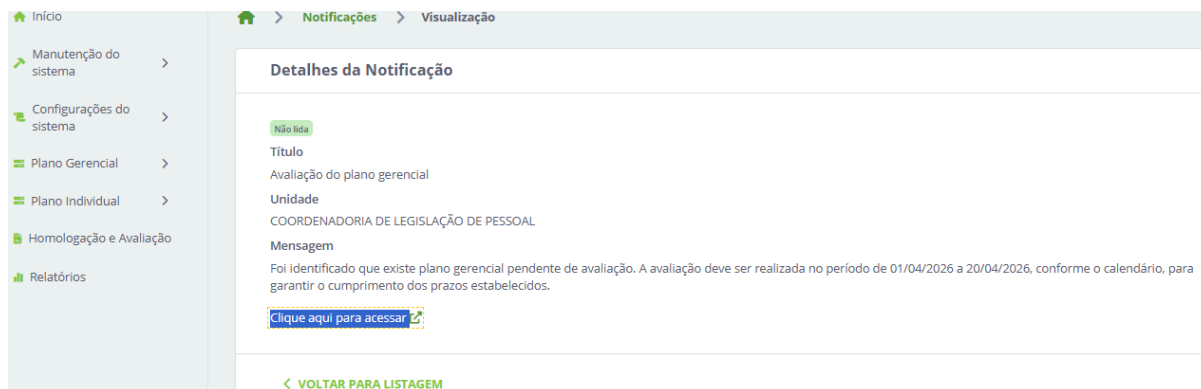 Início
Manutenção do
sistema
Configurações do
sistema
Plano Gerencial
Plano Individual
Homologação e Avaliação
Relatórios
Notificações > Visualização
Detalhes da Notificação
Não lida
Título
Avaliação do plano gerencial
Unidade
COORDENADORIA DE LEGISLAÇÃO DE PESSOAL
Mensagem
Foi identificado que existe plano gerencial pendente de avaliação. A avaliação deve ser realizada no período de 01/04/2026 a 20/04/2026, conforme o calendário, para
garantir o cumprimento dos prazos estabelecidos.
Clique aqui para acessar
VOLTAR PARA LISTAGEM